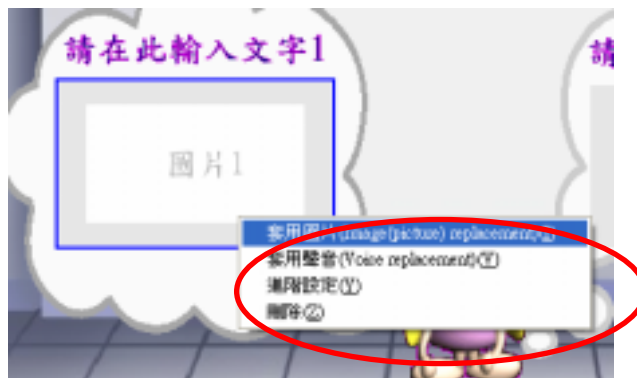 請在此輸入文字1
請
圖片1
套用圖片(Image(picture) replacement)
套用聲音(Voice replacement)(Y)
進階設定(Y)
刪除(Z)